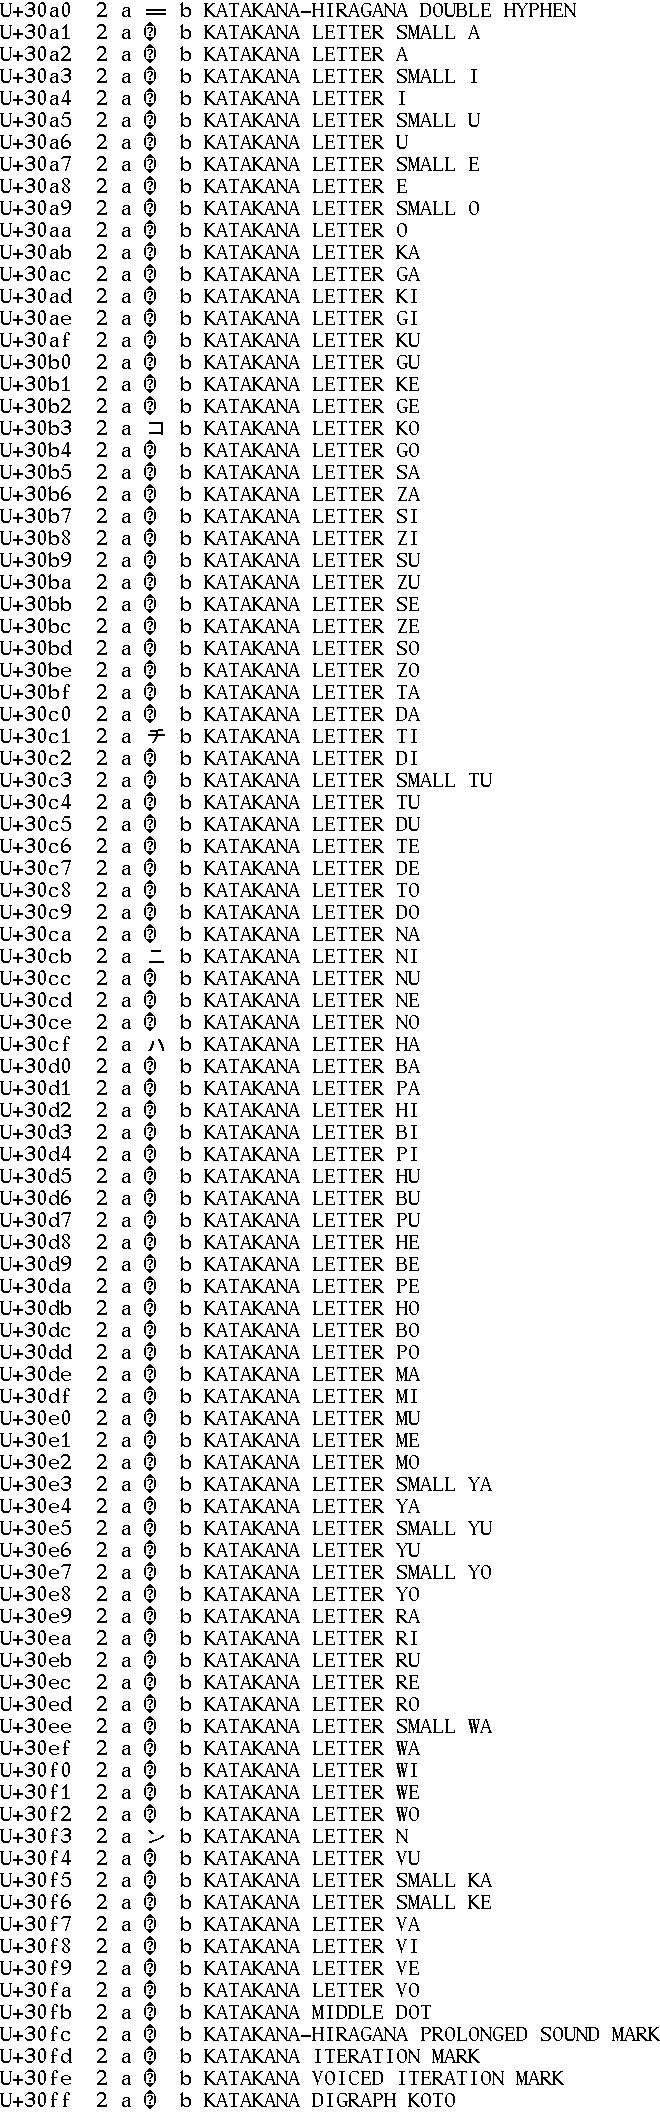 U+30a0 2 a ゠ b KATAKANA-HIRAGANA DOUBLE HYPHEN
U+30a1 2 a � b KATAKANA LETTER SMALL A
U+30a2 2 a � b KATAKANA LETTER A
U+30a3 2 a � b KATAKANA LETTER SMALL I
U+30a4 2 a � b KATAKANA LETTER I
U+30a5 2 a � b KATAKANA LETTER SMALL U
U+30a6 2 a � b KATAKANA LETTER U
U+30a7 2 a � b KATAKANA LETTER SMALL E
U+30a8 2 a � b KATAKANA LETTER E
U+30a9 2 a � b KATAKANA LETTER SMALL O
U+30aa 2 a � b KATAKANA LETTER O
U+30ab 2 a � b KATAKANA LETTER KA
U+30ac 2 a � b KATAKANA LETTER GA
U+30ad 2 a � b KATAKANA LETTER KI
U+30ae 2 a � b KATAKANA LETTER GI
U+30af 2 a � b KATAKANA LETTER KU
U+30b0 2 a � b KATAKANA LETTER GU
U+30b1 2 a � b KATAKANA LETTER KE
U+30b2 2 a � b KATAKANA LETTER GE
U+30b3 2 a コ b KATAKANA LETTER KO
U+30b4 2 a � b KATAKANA LETTER GO
U+30b5 2 a � b KATAKANA LETTER SA
U+30b6 2 a � b KATAKANA LETTER ZA
U+30b7 2 a � b KATAKANA LETTER SI
U+30b8 2 a � b KATAKANA LETTER ZI
U+30b9 2 a � b KATAKANA LETTER SU
U+30ba 2 a � b KATAKANA LETTER ZU
U+30bb 2 a � b KATAKANA LETTER SE
U+30bc 2 a � b KATAKANA LETTER ZE
U+30bd 2 a � b KATAKANA LETTER SO
U+30be 2 a � b KATAKANA LETTER ZO
U+30bf 2 a � b KATAKANA LETTER TA
U+30c0 2 a � b KATAKANA LETTER DA
U+30c1 2 a チ b KATAKANA LETTER TI
U+30c2 2 a � b KATAKANA LETTER DI
U+30c3 2 a � b KATAKANA LETTER SMALL TU
U+30c4 2 a � b KATAKANA LETTER TU
U+30c5 2 a � b KATAKANA LETTER DU
U+30c6 2 a � b KATAKANA LETTER TE
U+30c7 2 a � b KATAKANA LETTER DE
U+30c8 2 a � b KATAKANA LETTER TO
U+30c9 2 a � b KATAKANA LETTER DO
U+30ca 2 a � b KATAKANA LETTER NA
U+30cb 2 a ニ b KATAKANA LETTER NI
U+30cc 2 a � b KATAKANA LETTER NU
U+30cd 2 a � b KATAKANA LETTER NE
U+30ce 2 a � b KATAKANA LETTER NO
U+30cf 2 a ハ b KATAKANA LETTER HA
U+30d0 2 a � b KATAKANA LETTER BA
U+30d1 2 a � b KATAKANA LETTER PA
U+30d2 2 a � b KATAKANA LETTER HI
U+30d3 2 a � b KATAKANA LETTER BI
U+30d4 2 a � b KATAKANA LETTER PI
U+30d5 2 a � b KATAKANA LETTER HU
U+30d6 2 a � b KATAKANA LETTER BU
U+30d7 2 a � b KATAKANA LETTER PU
U+30d8 2 a � b KATAKANA LETTER HE
U+30d9 2 a � b KATAKANA LETTER BE
U+30da 2 a � b KATAKANA LETTER PE
U+30db 2 a � b KATAKANA LETTER HO
U+30dc 2 a � b KATAKANA LETTER BO
U+30dd 2 a � b KATAKANA LETTER PO
U+30de 2 a � b KATAKANA LETTER MA
U+30df 2 a � b KATAKANA LETTER MI
U+30e0 2 a � b KATAKANA LETTER MU
U+30e1 2 a � b KATAKANA LETTER ME
U+30e2 2 a � b KATAKANA LETTER MO
U+30e3 2 a � b KATAKANA LETTER SMALL YA
U+30e4 2 a � b KATAKANA LETTER YA
U+30e5 2 a � b KATAKANA LETTER SMALL YU
U+30e6 2 a � b KATAKANA LETTER YU
U+30e7 2 a � b KATAKANA LETTER SMALL YO
U+30e8 2 a � b KATAKANA LETTER YO
U+30e9 2 a � b KATAKANA LETTER RA
U+30ea 2 a � b KATAKANA LETTER RI
U+30eb 2 a � b KATAKANA LETTER RU
U+30ec 2 a � b KATAKANA LETTER RE
U+30ed 2 a � b KATAKANA LETTER RO
U+30ee 2 a � b KATAKANA LETTER SMALL WA
U+30ef 2 a � b KATAKANA LETTER WA
U+30f0 2 a � b KATAKANA LETTER WI
U+30f1 2 a � b KATAKANA LETTER WE
U+30f2 2 a � b KATAKANA LETTER WO
U+30f3 2 a ン b KATAKANA LETTER N
U+30f4 2 a � b KATAKANA LETTER VU
U+30f5 2 a � b KATAKANA LETTER SMALL KA
U+30f6 2 a � b KATAKANA LETTER SMALL KE
U+30f7 2 a � b KATAKANA LETTER VA
U+30f8 2 a � b KATAKANA LETTER VI
U+30f9 2 a � b KATAKANA LETTER VE
U+30fa 2 a � b KATAKANA LETTER VO
U+30fb 2 a � b KATAKANA MIDDLE DOT
U+30fc 2 a � b KATAKANA-HIRAGANA PROLONGED SOUND MARK
U+30fd 2 a � b KATAKANA ITERATION MARK
U+30fe 2 a � b KATAKANA VOICED ITERATION MARK
U+30ff 2 a � b KATAKANA DIGRAPH KOTO